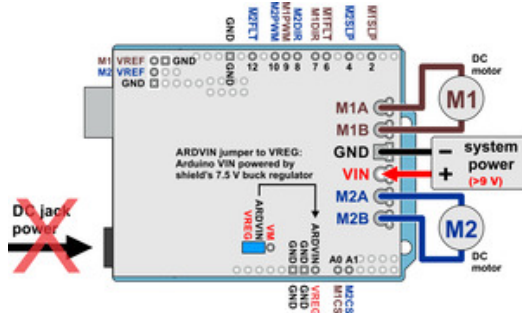 GND
M2FLT
M2PWM
M1PWM
M2DIR
M1DIR
M1FLT
M2SLP
M1SLP
M1 VREF
GND
M2 VREF
GND
GND
12
10
9
8
7
6
4
2
DC
motor
M1
M1A
M1B
GND
VIN
M2A
M2B
system
power
(>9 V)
M2
DC
motor
ARDVIN jumper to VREG:
Arduino VIN powered by
shield's 7.5 V buck regulator
DC jack
power
VREG
ARDVIN
VM
GND
GND
ARDVIN
A0
A1
GND
GND
VREG
M1CS
M2CS